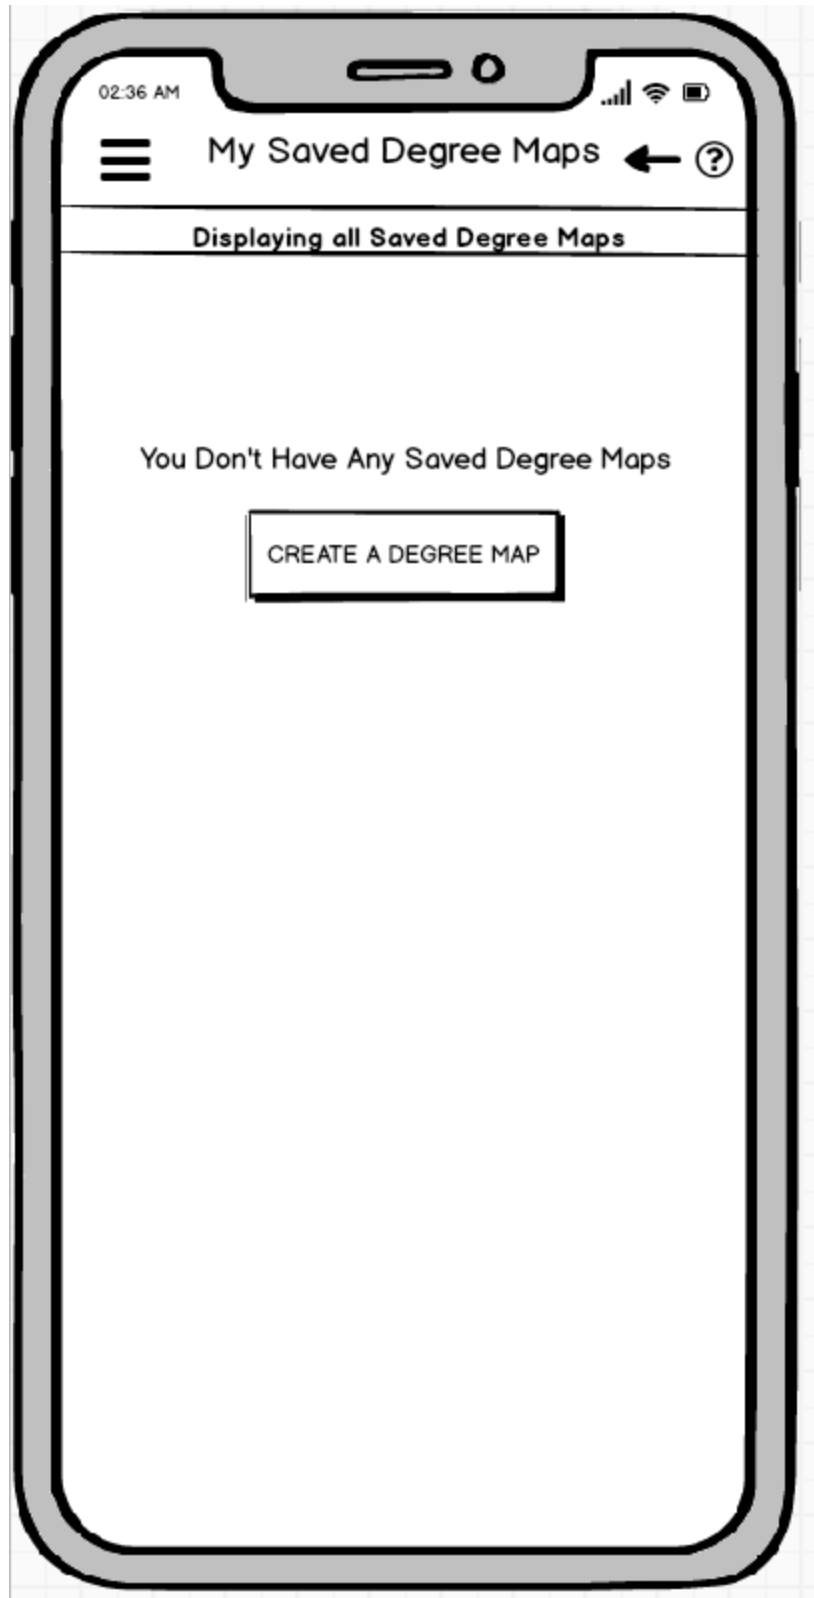 02:36 AM
My Saved Degree Maps
?
Displaying all Saved Degree Maps
You Don't Have Any Saved Degree Maps
CREATE A DEGREE MAP